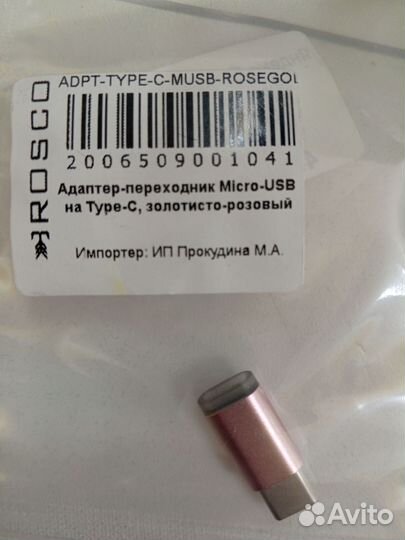 ROSCO
ADPT-TYPE-C-MUSB-ROSEGOL
2006509001041
Адаптер-переходник Micro-USB
на Type-C, золотисто-розовый
Импортер: ИП Прокудина М.А.
Avito